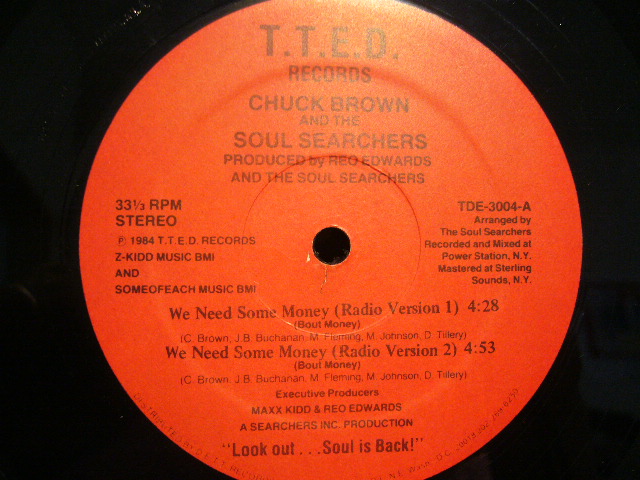 T.T.E.D.
RECORDS
CHUCK BROWN
AND THE
SOUL SEARCHERS
PRODUCED by REO EDWARDS
AND THE SOUL SEARCHERS
33⅓ RPM
STEREO
℗ 1984 T.T.E.D. RECORDS
Z-KIDD MUSIC BMI
AND
SOMEOFEACH MUSIC BMI
TDE-3004-A
Arranged by
The Soul Searchers
Recorded and Mixed at
Power Station, N.Y.
Mastered at Sterling
Sounds, N.Y.
We Need Some Money (Radio Version 1) 4:28
(Bout Money)
(C. Brown, J.B. Buchanan, M. Fleming, M. Johnson, D. Tillery)
We Need Some Money (Radio Version 2) 4:53
(Bout Money)
(C. Brown, J.B. Buchanan, M. Fleming, M. Johnson, D. Tillery)
Executive Producers
MAXX KIDD & REO EDWARDS
A SEARCHERS INC. PRODUCTION
"Look out . . . Soul is Back!"